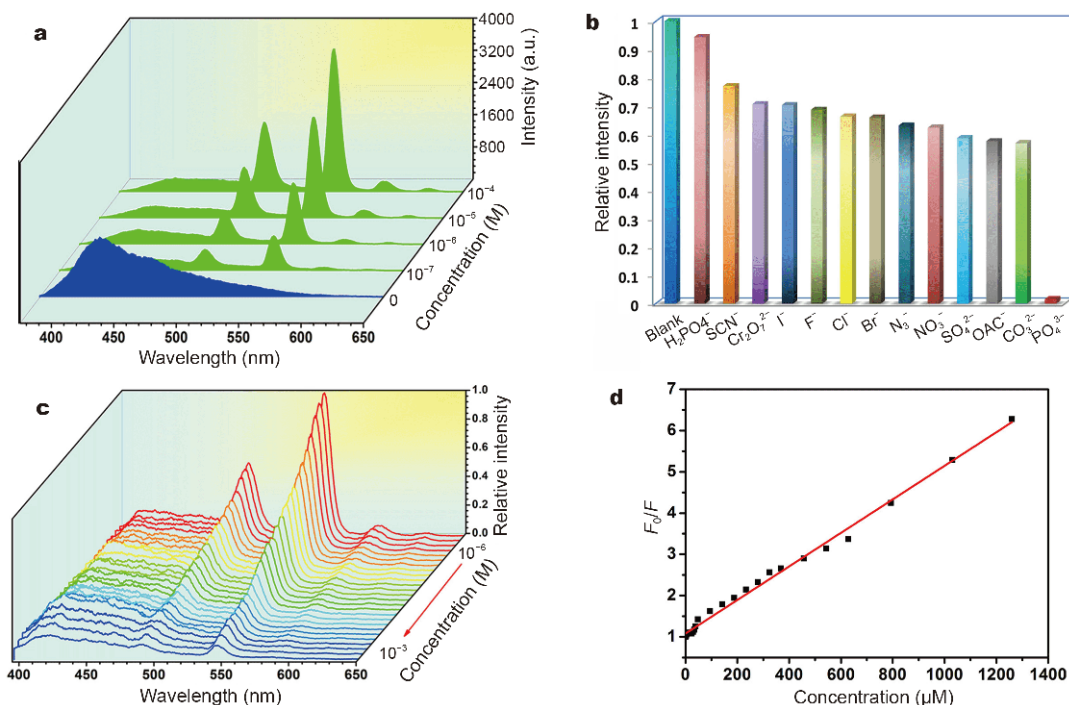 a
4000
3200
2400
1600
800
Intensity (a.u.)
10⁻⁴
10⁻⁵
10⁻⁶
10⁻⁷
0
Concentration (M)
400 450 500 550 600 650
Wavelength (nm)
b
1
0.9
0.8
0.7
0.6
0.5
0.4
0.3
0.2
0.1
0
Relative intensity
Blank
H₂PO4⁻
SCN⁻
Cr₂O₇²⁻
I⁻
F⁻
Cl⁻
Br⁻
N₃⁻
NO₃⁻
SO₄²⁻
OAC⁻
CO₃²⁻
PO₄³⁻
c
1.0
0.8
0.6
0.4
0.2
0.0
Relative intensity
10⁻⁶
10⁻³
Concentration (M)
400 450 500 550 600 650
Wavelength (nm)
d
7
6
5
4
3
2
1
F₀/F
0 200 400 600 800 1000 1200 1400
Concentration (μM)